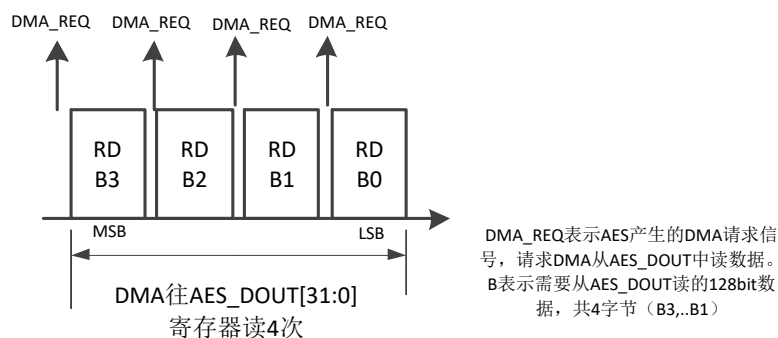 DMA_REQ DMA_REQ DMA_REQ DMA_REQ
RD RD RD RD
B3 B2 B1 B0
MSB LSB
DMA往AES_DOUT[31:0]
寄存器读4次
DMA_REQ表示AES产生的DMA请求信
号，请求DMA从AES_DOUT中读数据。
B表示需要从AES_DOUT读的128bit数
据，共4字节（B3,..B1）